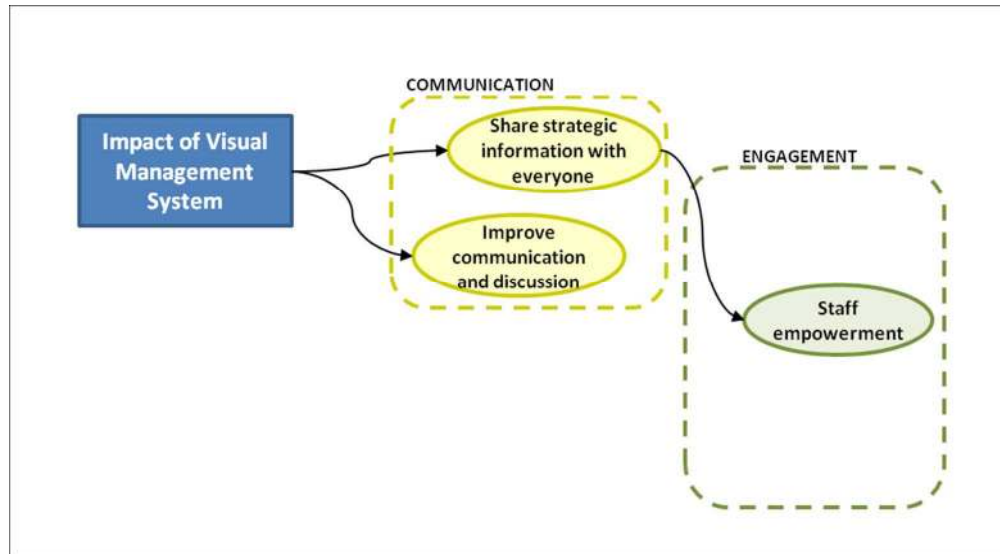 COMMUNICATION
Impact of Visual
Management
System
Share strategic
information with
everyone
Improve
communication
and discussion
ENGAGEMENT
Staff
empowerment